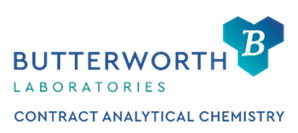 B
BUTTERWORTH
LABORATORIES
CONTRACT ANALYTICAL CHEMISTRY